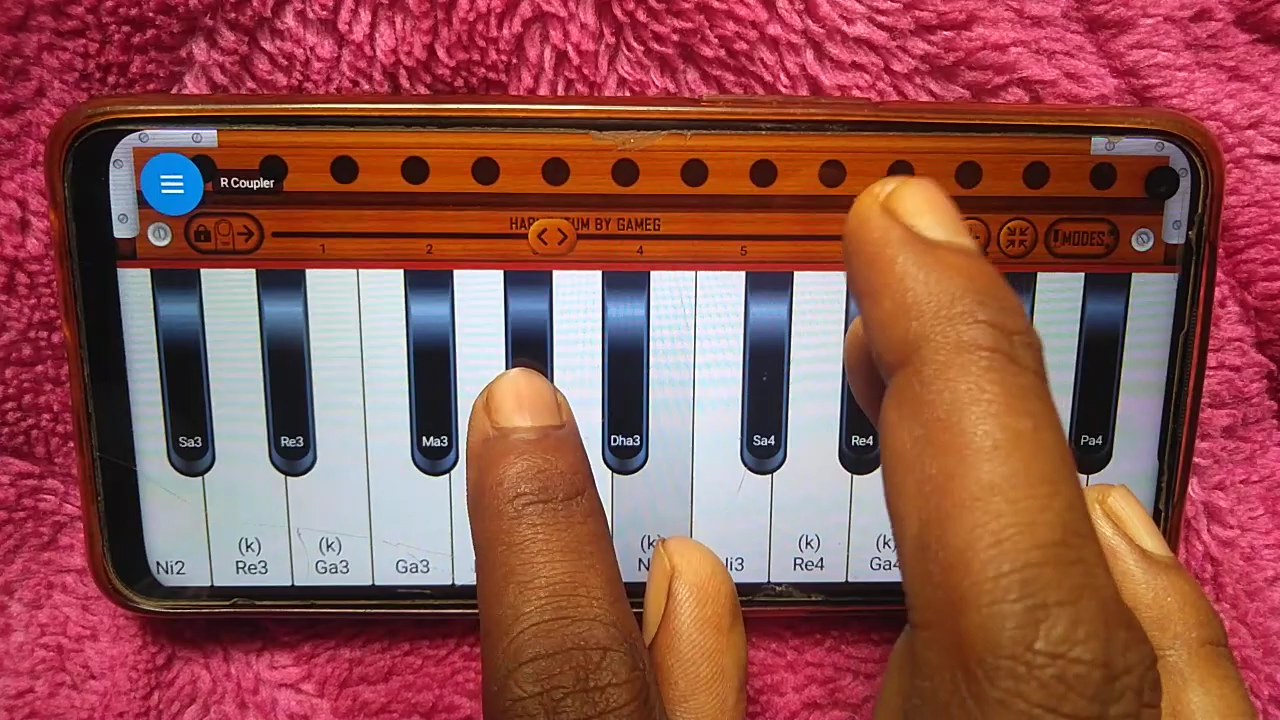 R Coupler
HAR UM BY GAMEG
1 2 4 5
MODES
Sa3 Re3 Ma3 Dha3 Sa4 Re4 Pa4
(k) (k) (k) (k) (k)
Ni2 Re3 Ga3 Ga3 Re4